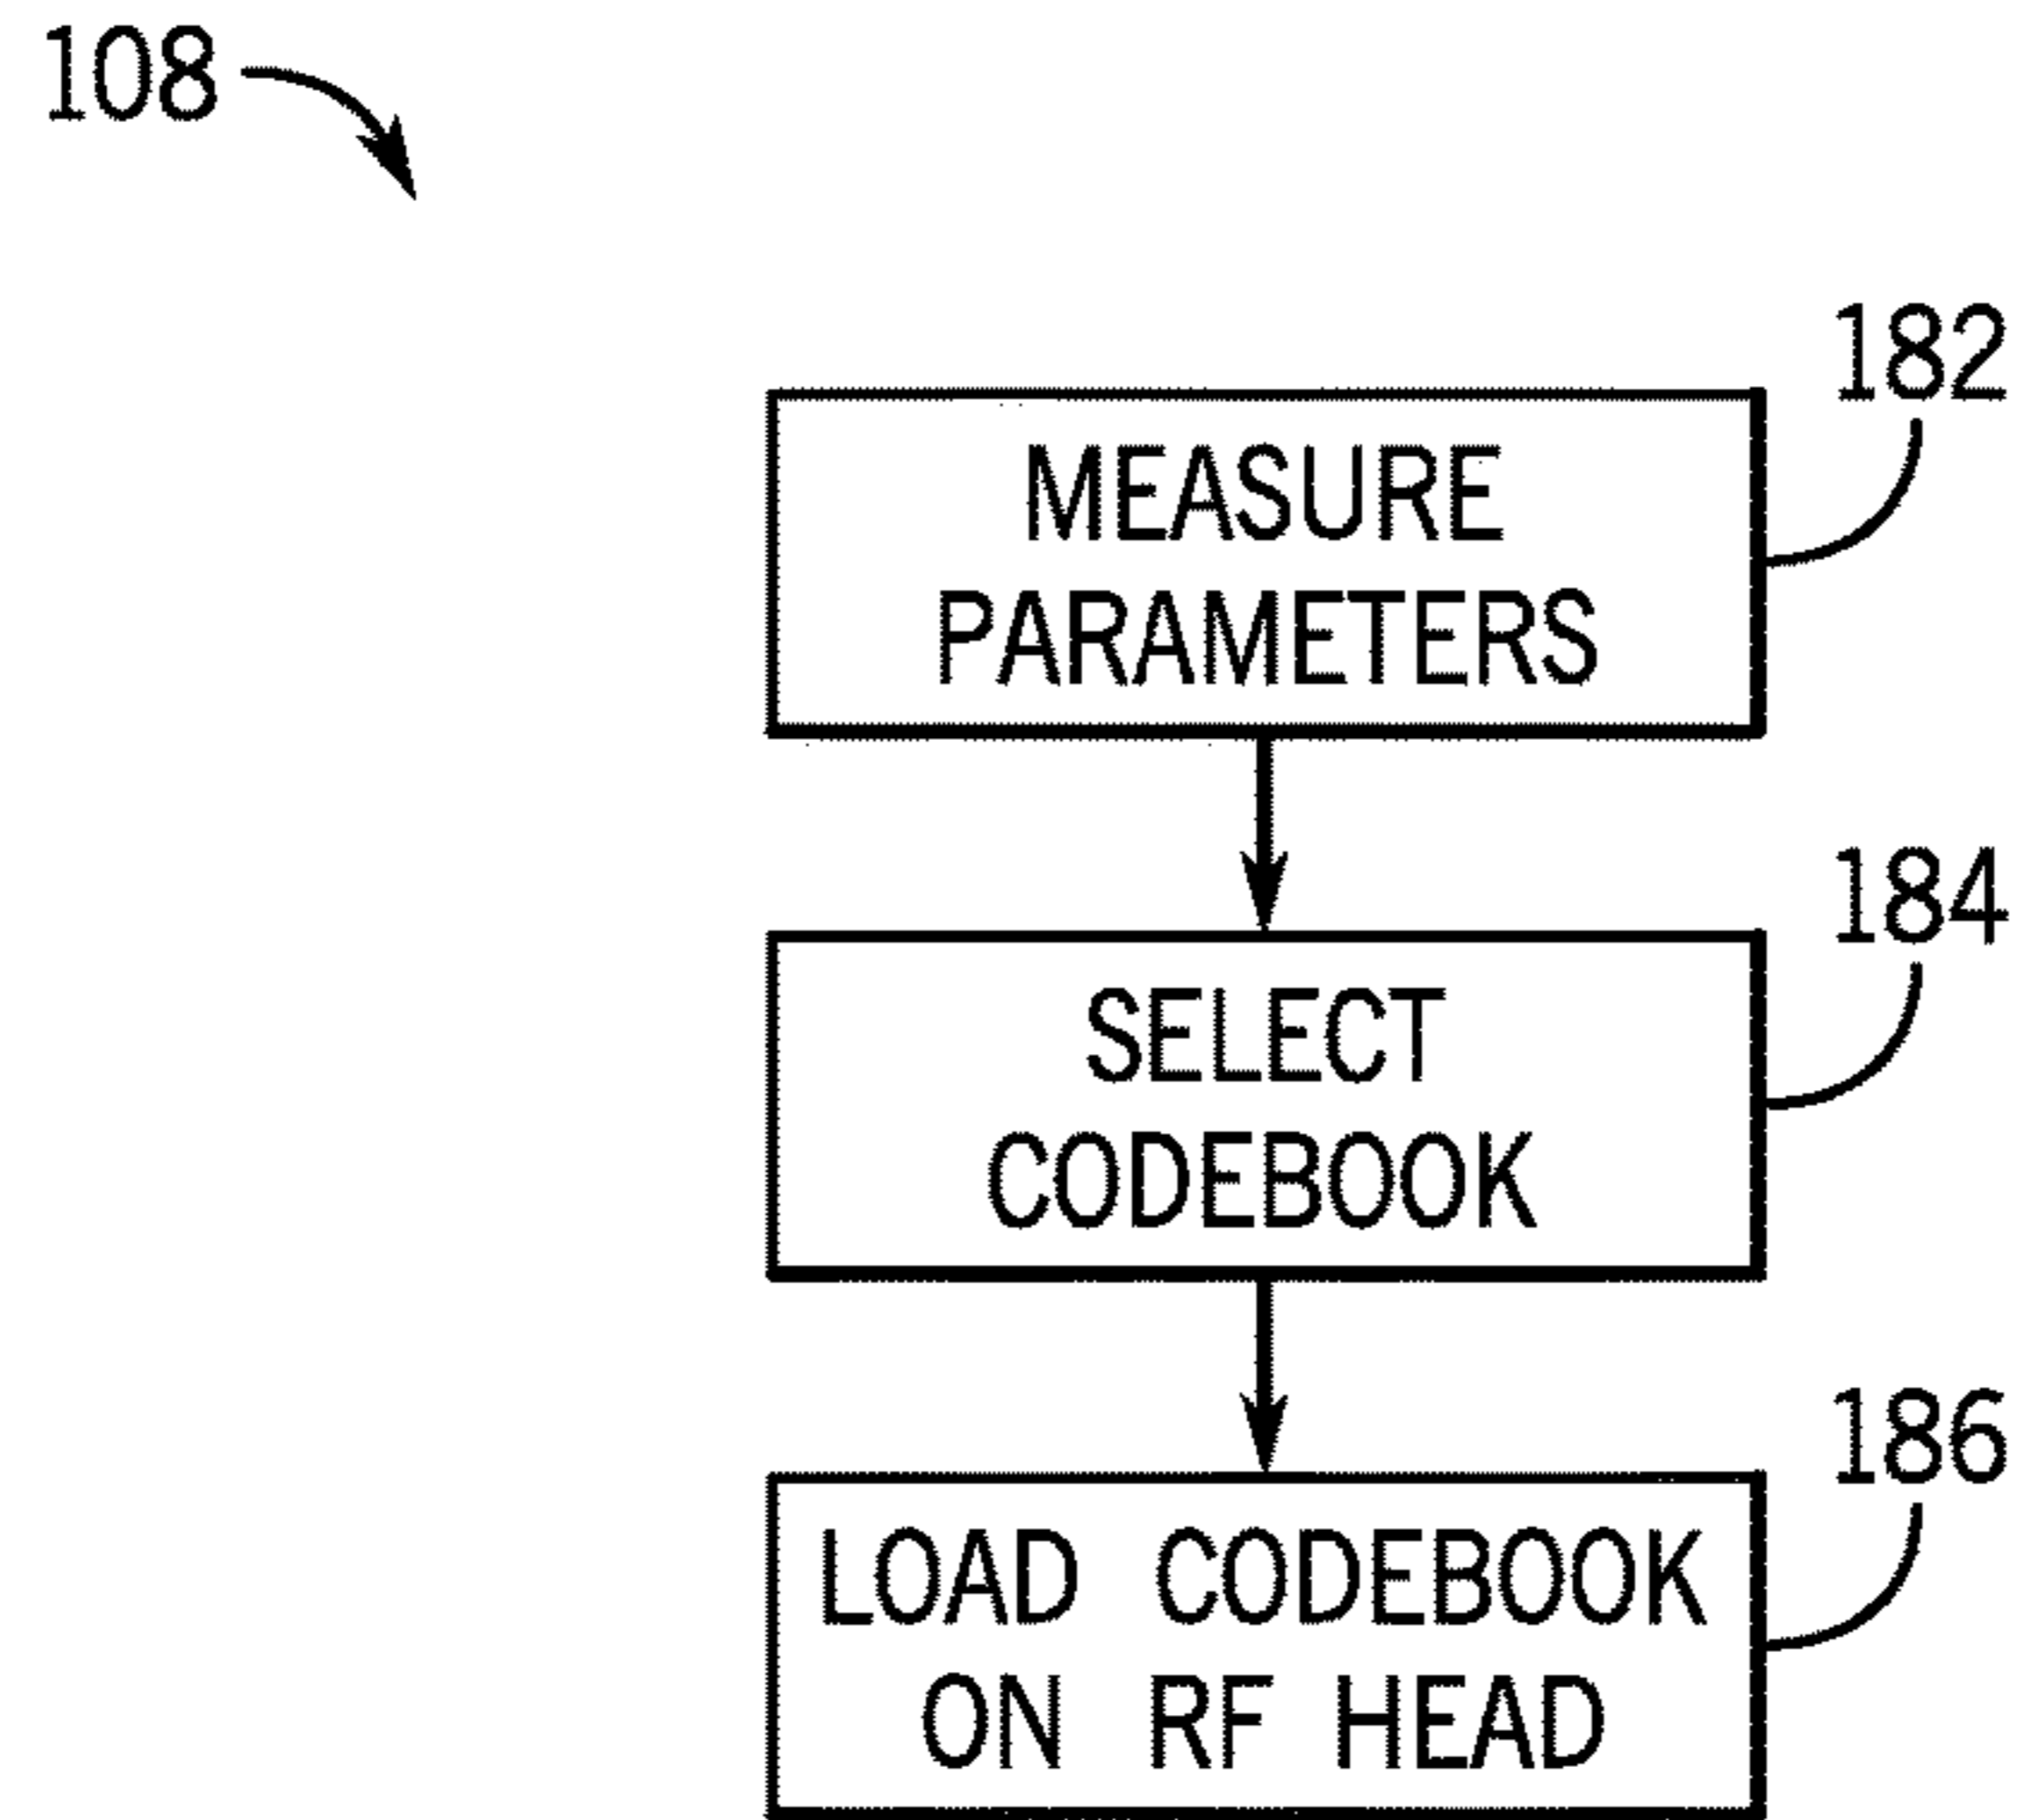 108
182
MEASURE
PARAMETERS
184
SELECT
CODEBOOK
186
LOAD CODEBOOK
ON RF HEAD